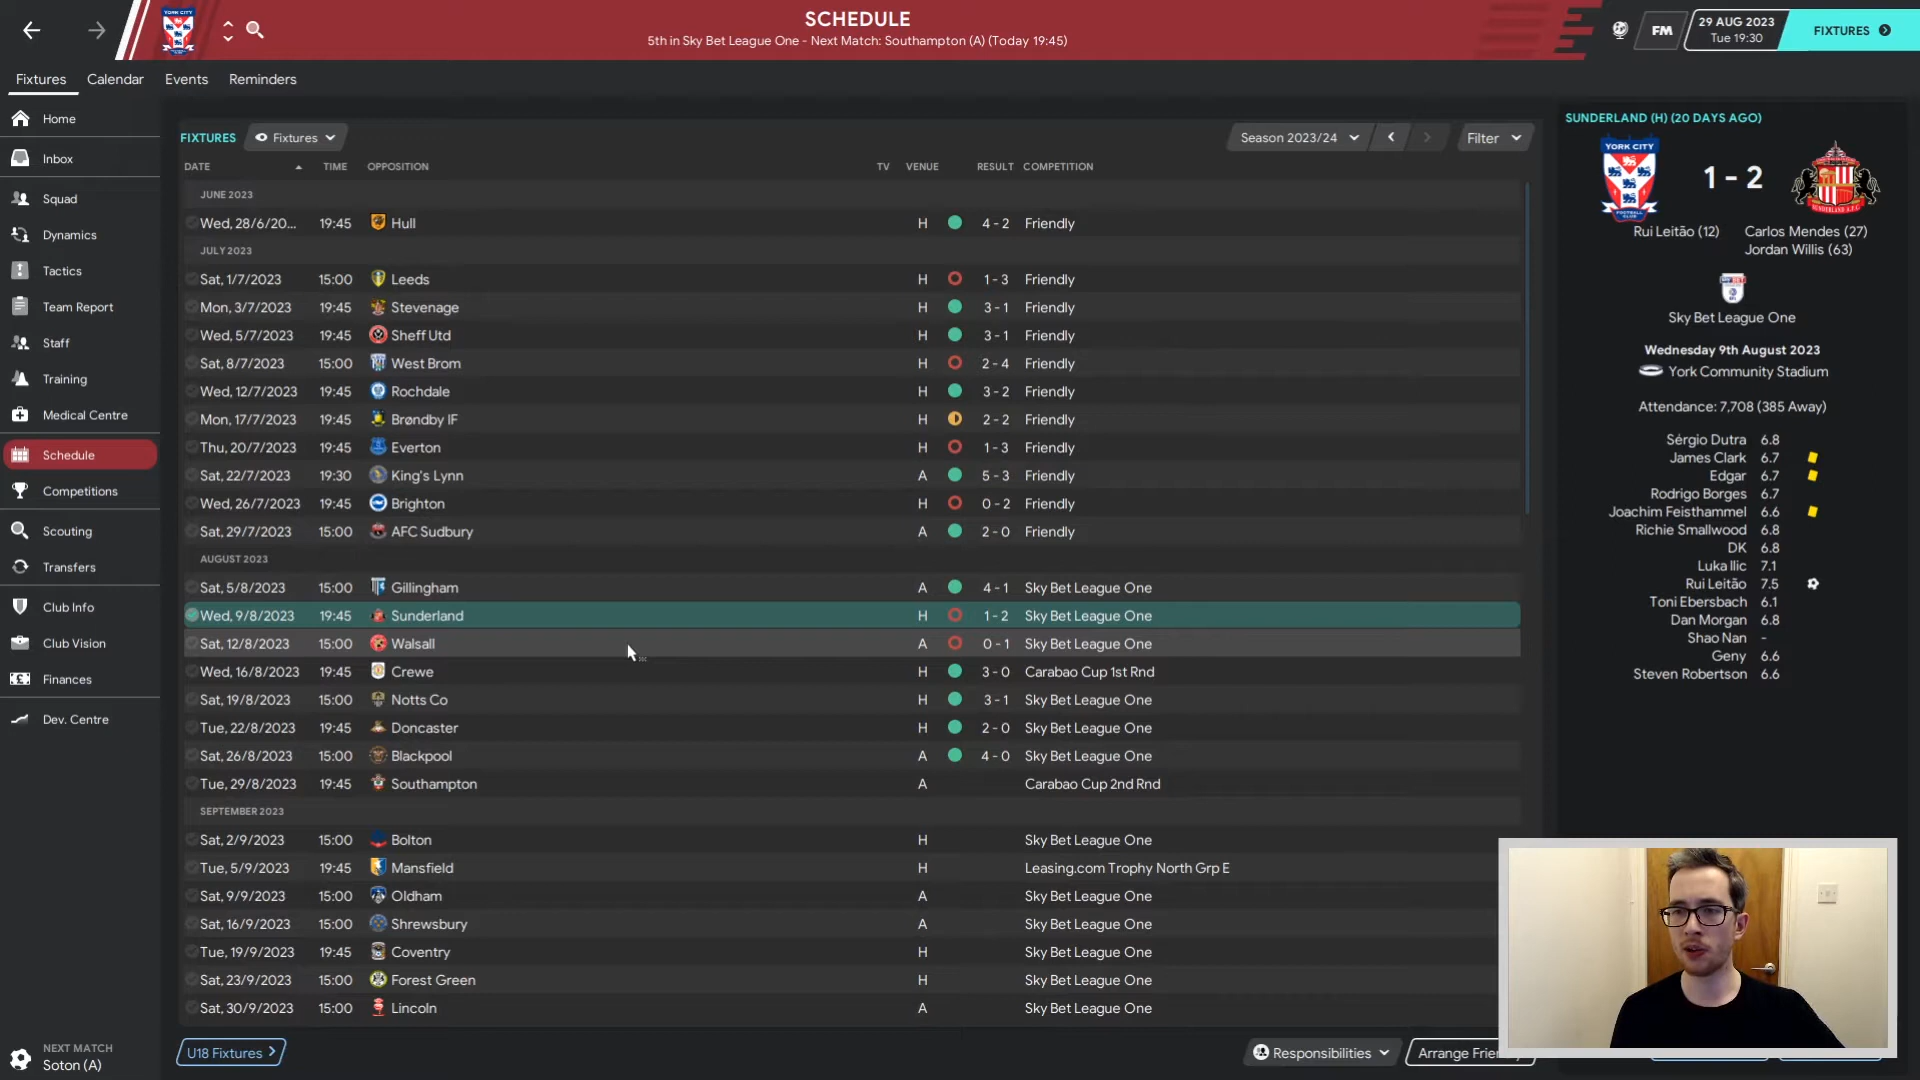 SCHEDULE
5th in Sky Bet League One - Next Match: Southampton (A) (Today 19:45)
FM
29 AUG 2023
Tue 19:30
FIXTURES
Fixtures Calendar Events Reminders
Home
Inbox
Squad
Dynamics
Tactics
Team Report
Staff
Training
Medical Centre
Schedule
Competitions
Scouting
Transfers
Club Info
Club Vision
Finances
Dev. Centre
NEXT MATCH
Soton (A)
FIXTURES Fixtures Season 2023/24 Filter
DATE TIME OPPOSITION TV VENUE RESULT COMPETITION
JUNE 2023
Wed, 28/6/20... 19:45 Hull H 4 - 2 Friendly
JULY 2023
Sat, 1/7/2023 15:00 Leeds H 1 - 3 Friendly
Mon, 3/7/2023 19:45 Stevenage H 3 - 1 Friendly
Wed, 5/7/2023 19:45 Sheff Utd H 3 - 1 Friendly
Sat, 8/7/2023 15:00 West Brom H 2 - 4 Friendly
Wed, 12/7/2023 19:45 Rochdale H 3 - 2 Friendly
Mon, 17/7/2023 19:45 Brøndby IF H 2 - 2 Friendly
Thu, 20/7/2023 19:45 Everton H 1 - 3 Friendly
Sat, 22/7/2023 19:30 King's Lynn A 5 - 3 Friendly
Wed, 26/7/2023 19:45 Brighton H 0 - 2 Friendly
Sat, 29/7/2023 15:00 AFC Sudbury A 2 - 0 Friendly
AUGUST 2023
Sat, 5/8/2023 15:00 Gillingham A 4 - 1 Sky Bet League One
Wed, 9/8/2023 19:45 Sunderland H 1 - 2 Sky Bet League One
Sat, 12/8/2023 15:00 Walsall A 0 - 1 Sky Bet League One
Wed, 16/8/2023 19:45 Crewe H 3 - 0 Carabao Cup 1st Rnd
Sat, 19/8/2023 15:00 Notts Co H 3 - 1 Sky Bet League One
Tue, 22/8/2023 19:45 Doncaster H 2 - 0 Sky Bet League One
Sat, 26/8/2023 15:00 Blackpool A 4 - 0 Sky Bet League One
Tue, 29/8/2023 19:45 Southampton A Carabao Cup 2nd Rnd
SEPTEMBER 2023
Sat, 2/9/2023 15:00 Bolton H Sky Bet League One
Tue, 5/9/2023 19:45 Mansfield H Leasing.com Trophy North Grp E
Sat, 9/9/2023 15:00 Oldham A Sky Bet League One
Sat, 16/9/2023 15:00 Shrewsbury A Sky Bet League One
Tue, 19/9/2023 19:45 Coventry H Sky Bet League One
Sat, 23/9/2023 15:00 Forest Green H Sky Bet League One
Sat, 30/9/2023 15:00 Lincoln A Sky Bet League One
U18 Fixtures
Responsibilities
Arrange
SUNDERLAND (H) (20 DAYS AGO)
YORK CITY
1 - 2
Rui Leitão (12) Carlos Mendes (27)
Jordan Willis (63)
Sky Bet League One
Wednesday 9th August 2023
York Community Stadium
Attendance: 7,708 (385 Away)
Sérgio Dutra 6.8
James Clark 6.7
Edgar 6.7
Rodrigo Borges 6.7
Joachim Feisthammel 6.6
Richie Smallwood 6.8
DK 6.8
Luka Ilic 7.1
Rui Leitão 7.5
Toni Ebersbach 6.1
Dan Morgan 6.8
Shao Nan -
Geny 6.6
Steven Robertson 6.6